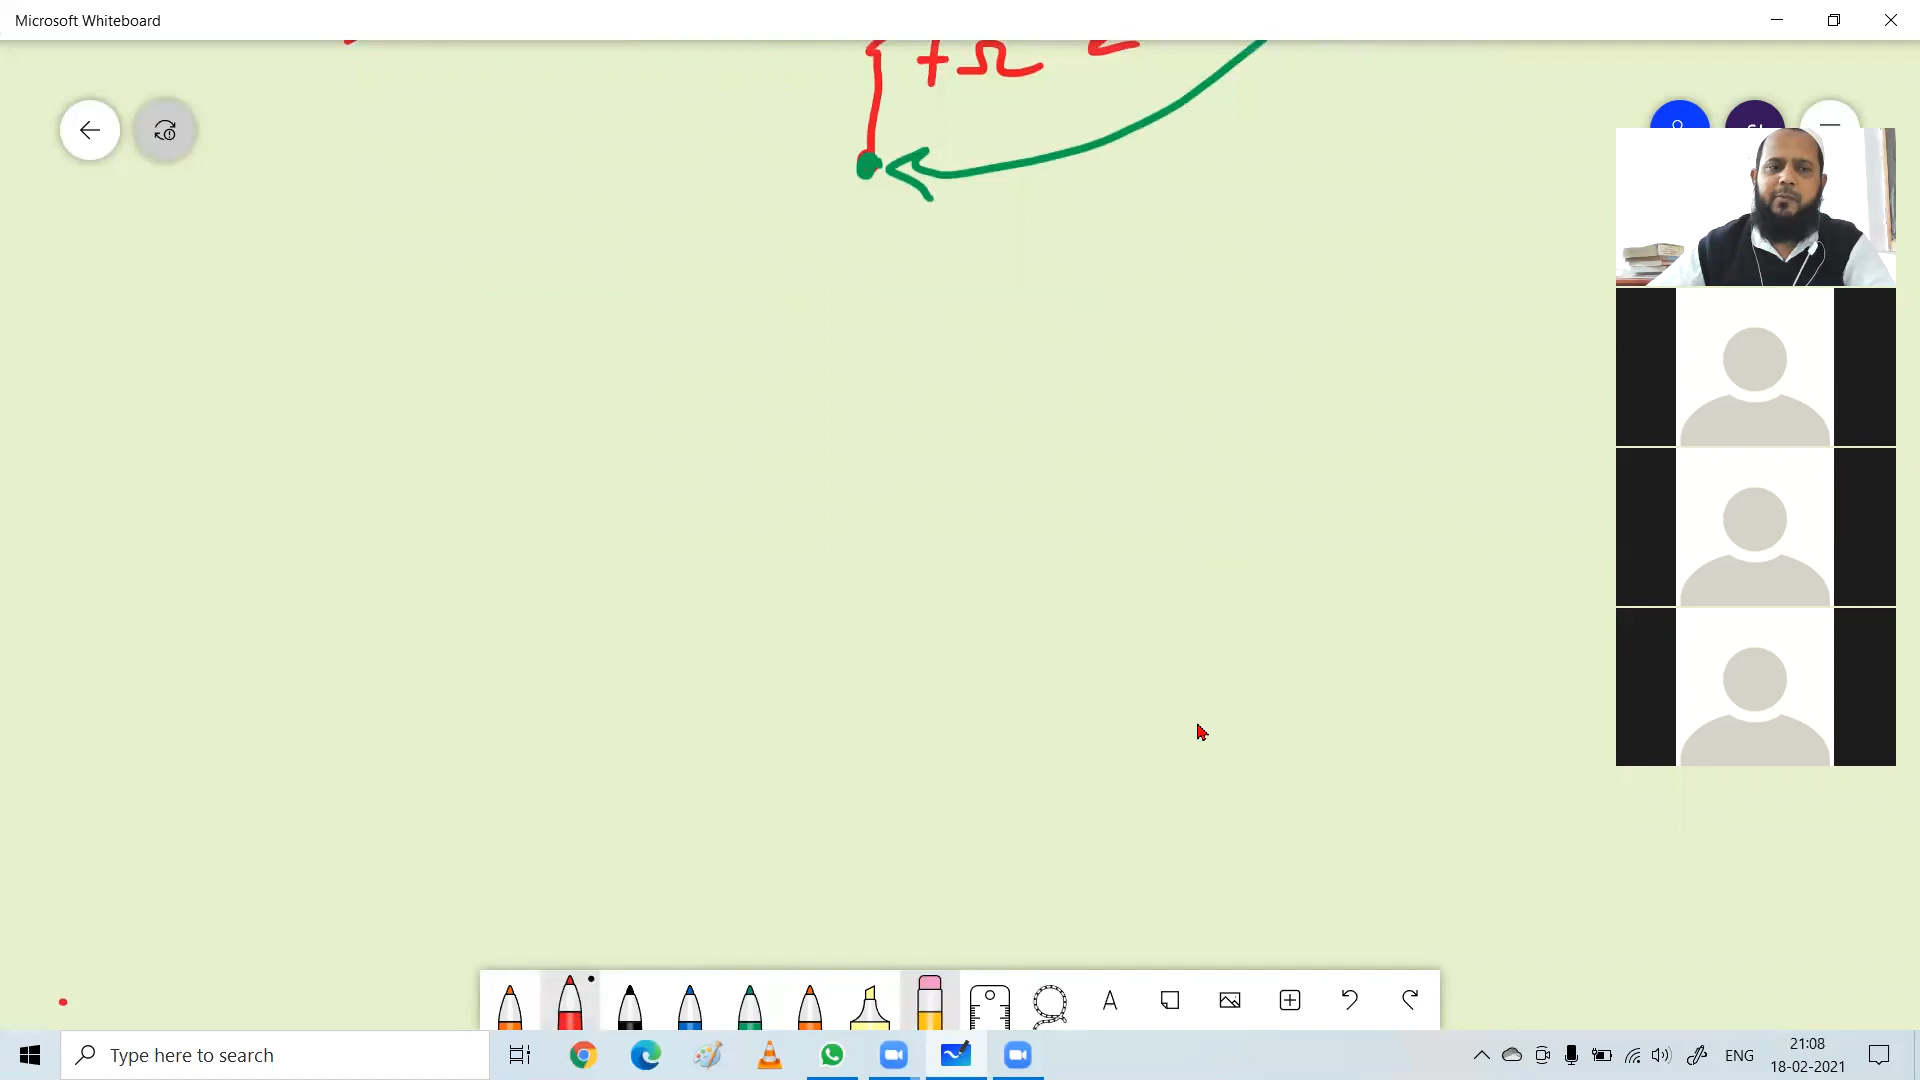 Microsoft Whiteboard
+Ω
A
Type here to search
ENG
21:08
18-02-2021